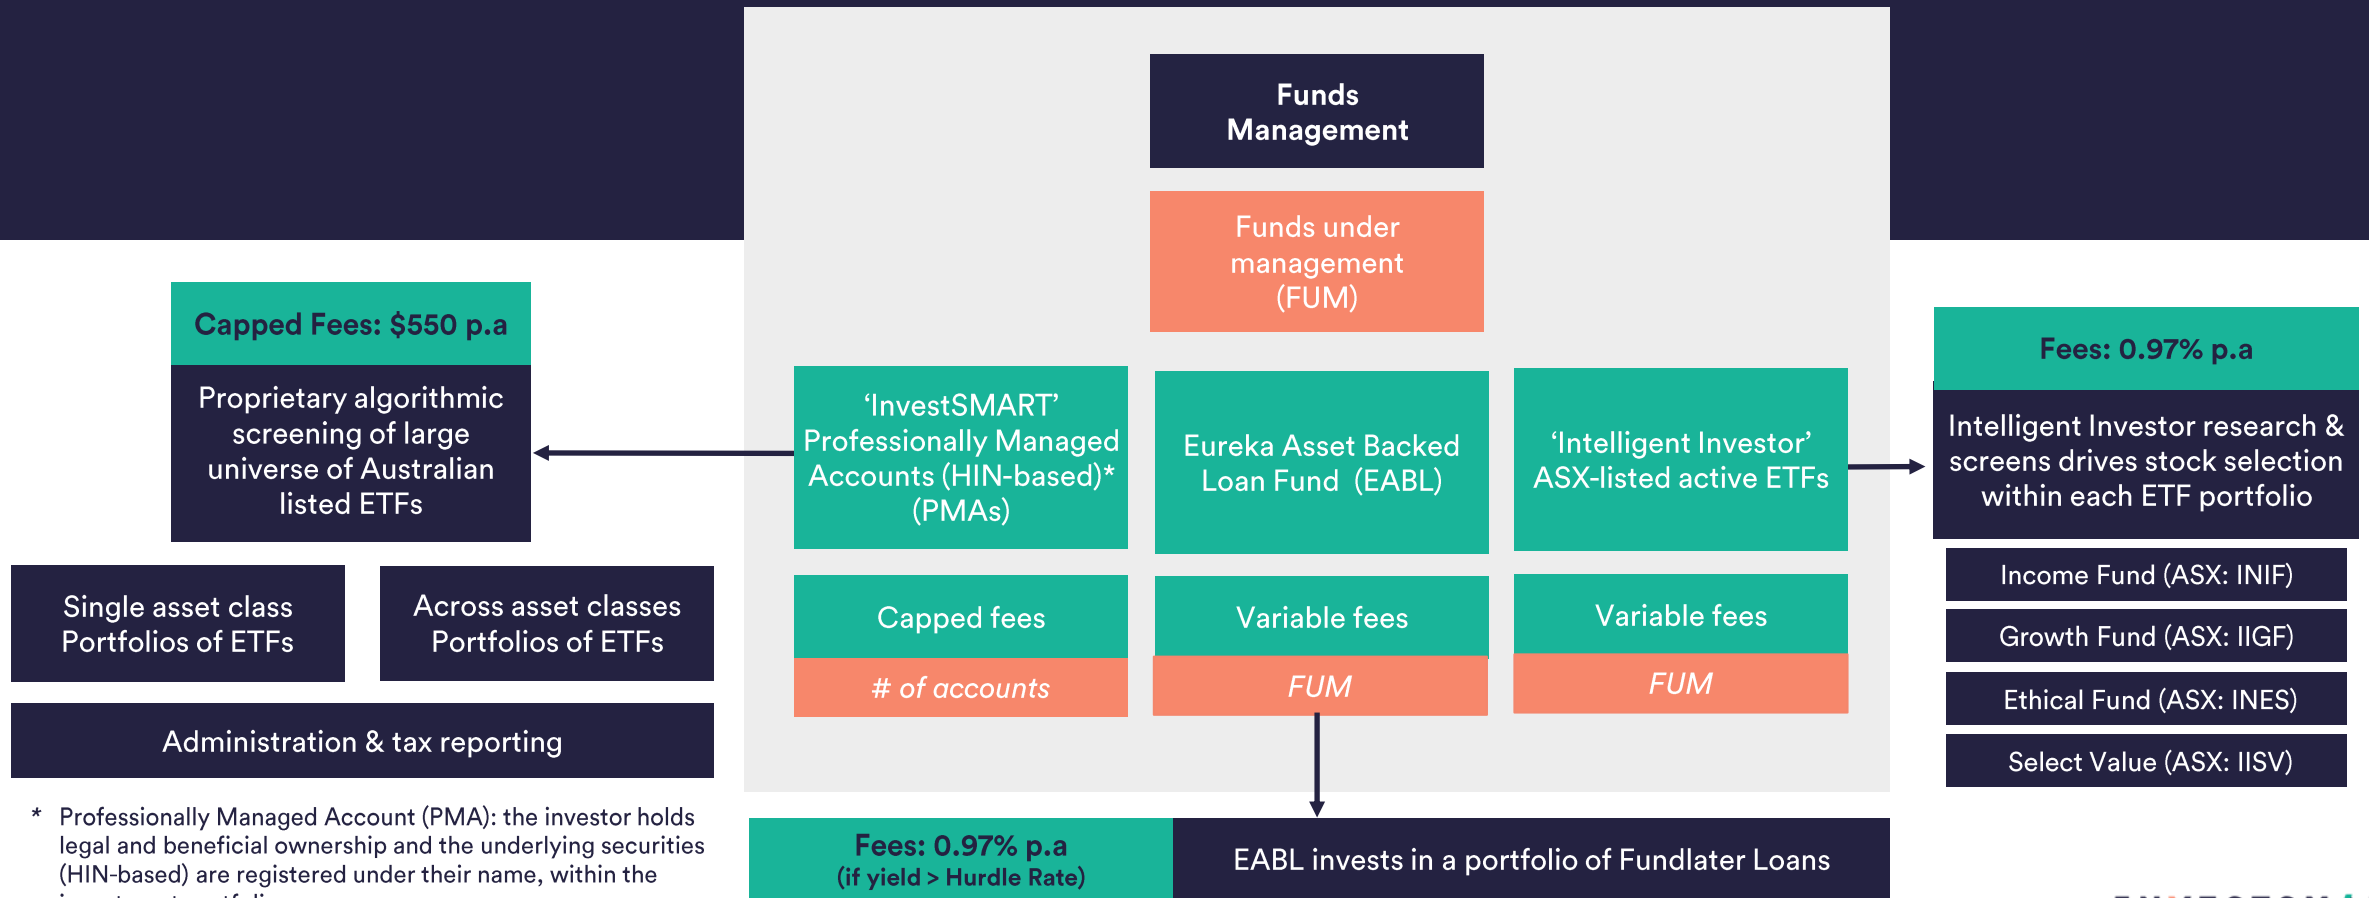 Funds
Management
Funds under
management
(FUM)
Capped Fees: $550 p.a
Proprietary algorithmic
screening of large
universe of Australian
listed ETFs
Single asset class
Portfolios of ETFs
Across asset classes
Portfolios of ETFs
Administration & tax reporting
* Professionally Managed Account (PMA): the investor holds
legal and beneficial ownership and the underlying securities
(HIN-based) are registered under their name, within the
‘InvestSMART’
Professionally Managed
Accounts (HIN-based)*
(PMAs)
Capped fees
# of accounts
Eureka Asset Backed
Loan Fund (EABL)
Variable fees
FUM
‘Intelligent Investor’
ASX-listed active ETFs
Variable fees
FUM
Fees: 0.97% p.a
(if yield > Hurdle Rate)
EABL invests in a portfolio of Fundlater Loans
Fees: 0.97% p.a
Intelligent Investor research &
screens drives stock selection
within each ETF portfolio
Income Fund (ASX: INIF)
Growth Fund (ASX: IIGF)
Ethical Fund (ASX: INES)
Select Value (ASX: IISV)